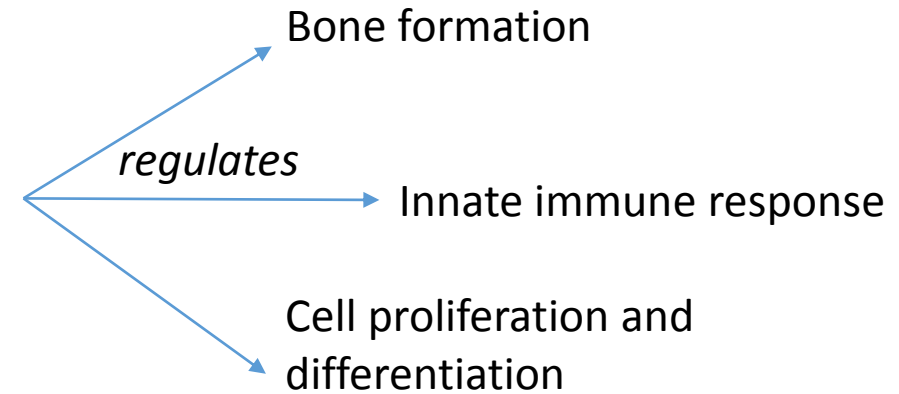 Bone formation
regulates
Innate immune response
Cell proliferation and
differentiation